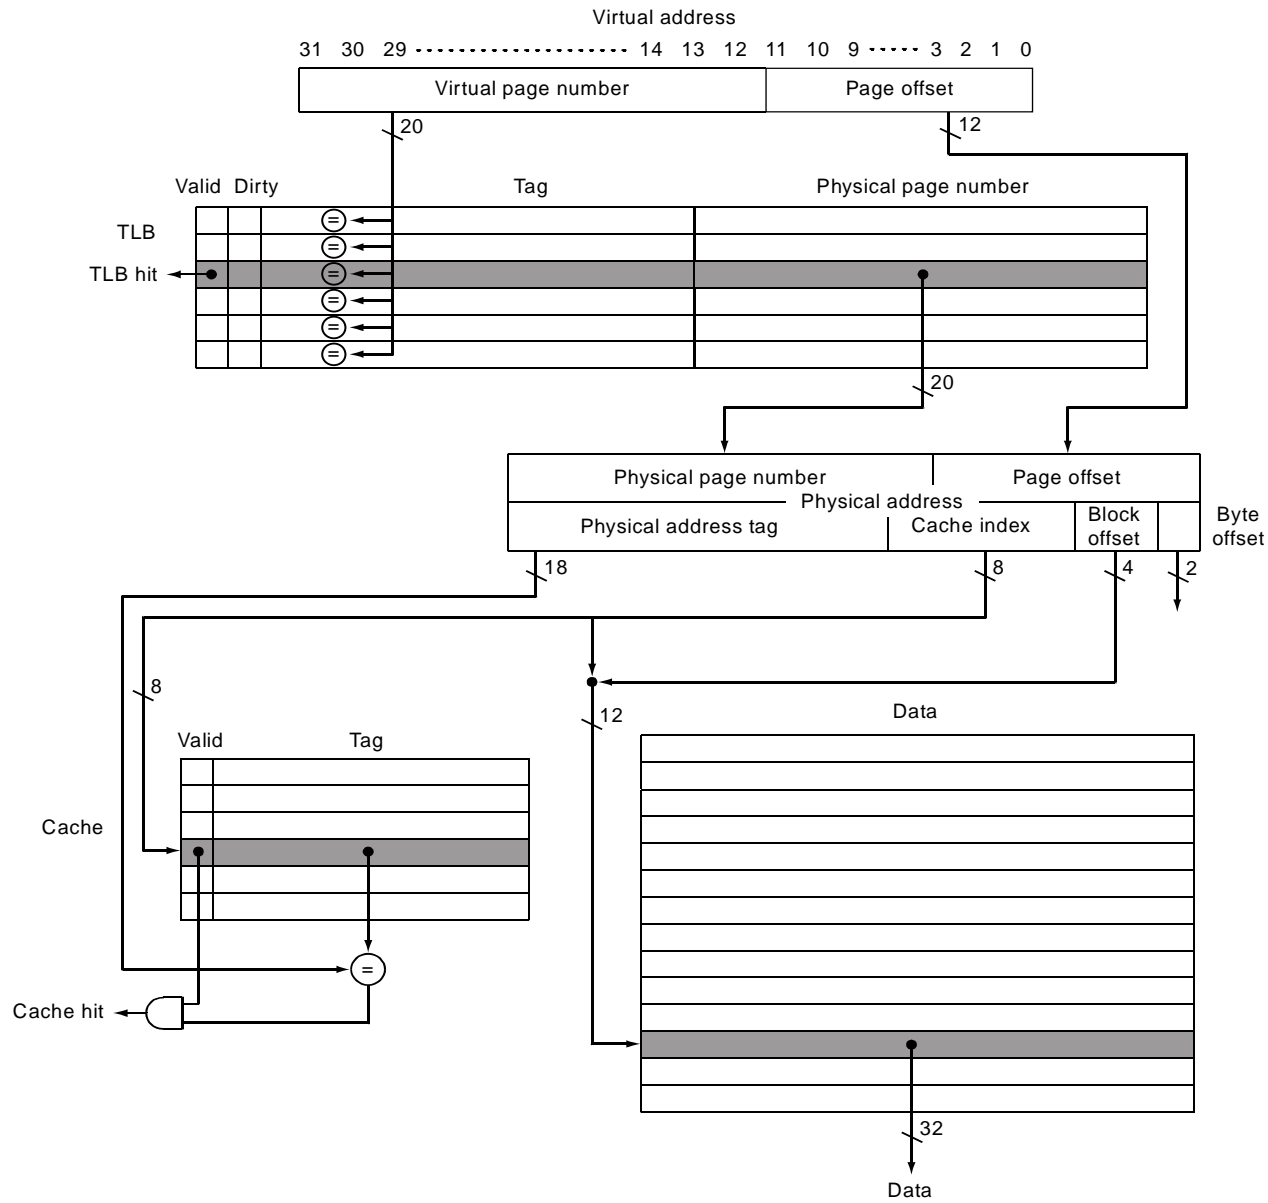 Virtual address
31 30 29 14 13 12 11 10 9 3 2 1 0
Virtual page number Page offset
20 12
Valid Dirty Tag Physical page number
=
TLB =
TLB hit =
=
=
=
20
Physical page number Page offset
Physical address
Physical address tag Cache index Block offset Byte offset
18 8 4 2
8
12
Data
Valid Tag
Cache
=
Cache hit
32
Data